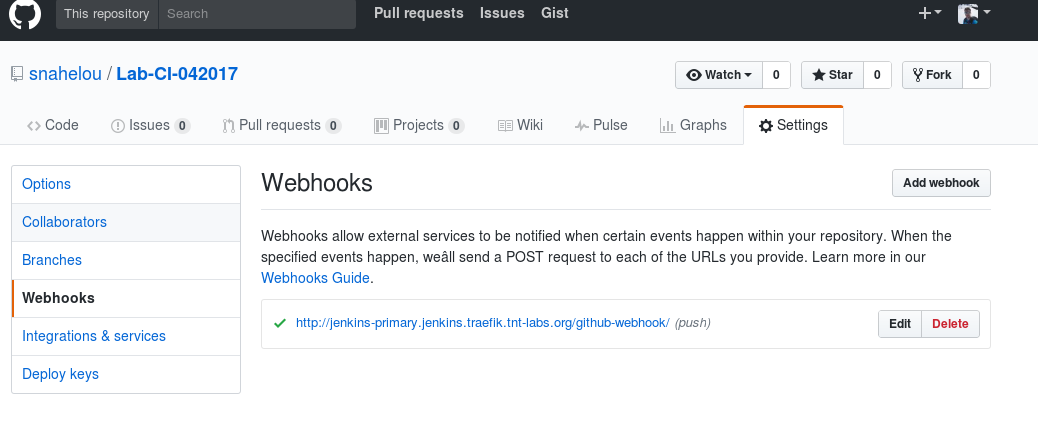 This repository Search Pull requests Issues Gist
snahelou / Lab-CI-042017 Watch 0 Star 0 Fork 0
Code Issues 0 Pull requests 0 Projects 0 Wiki Pulse Graphs Settings
Options
Collaborators
Branches
Webhooks
Integrations & services
Deploy keys
Webhooks Add webhook
Webhooks allow external services to be notified when certain events happen within your repository. When the
specified events happen, weâll send a POST request to each of the URLs you provide. Learn more in our
Webhooks Guide.
http://jenkins-primary.jenkins.traefik.tnt-labs.org/github-webhook/ (push) Edit Delete